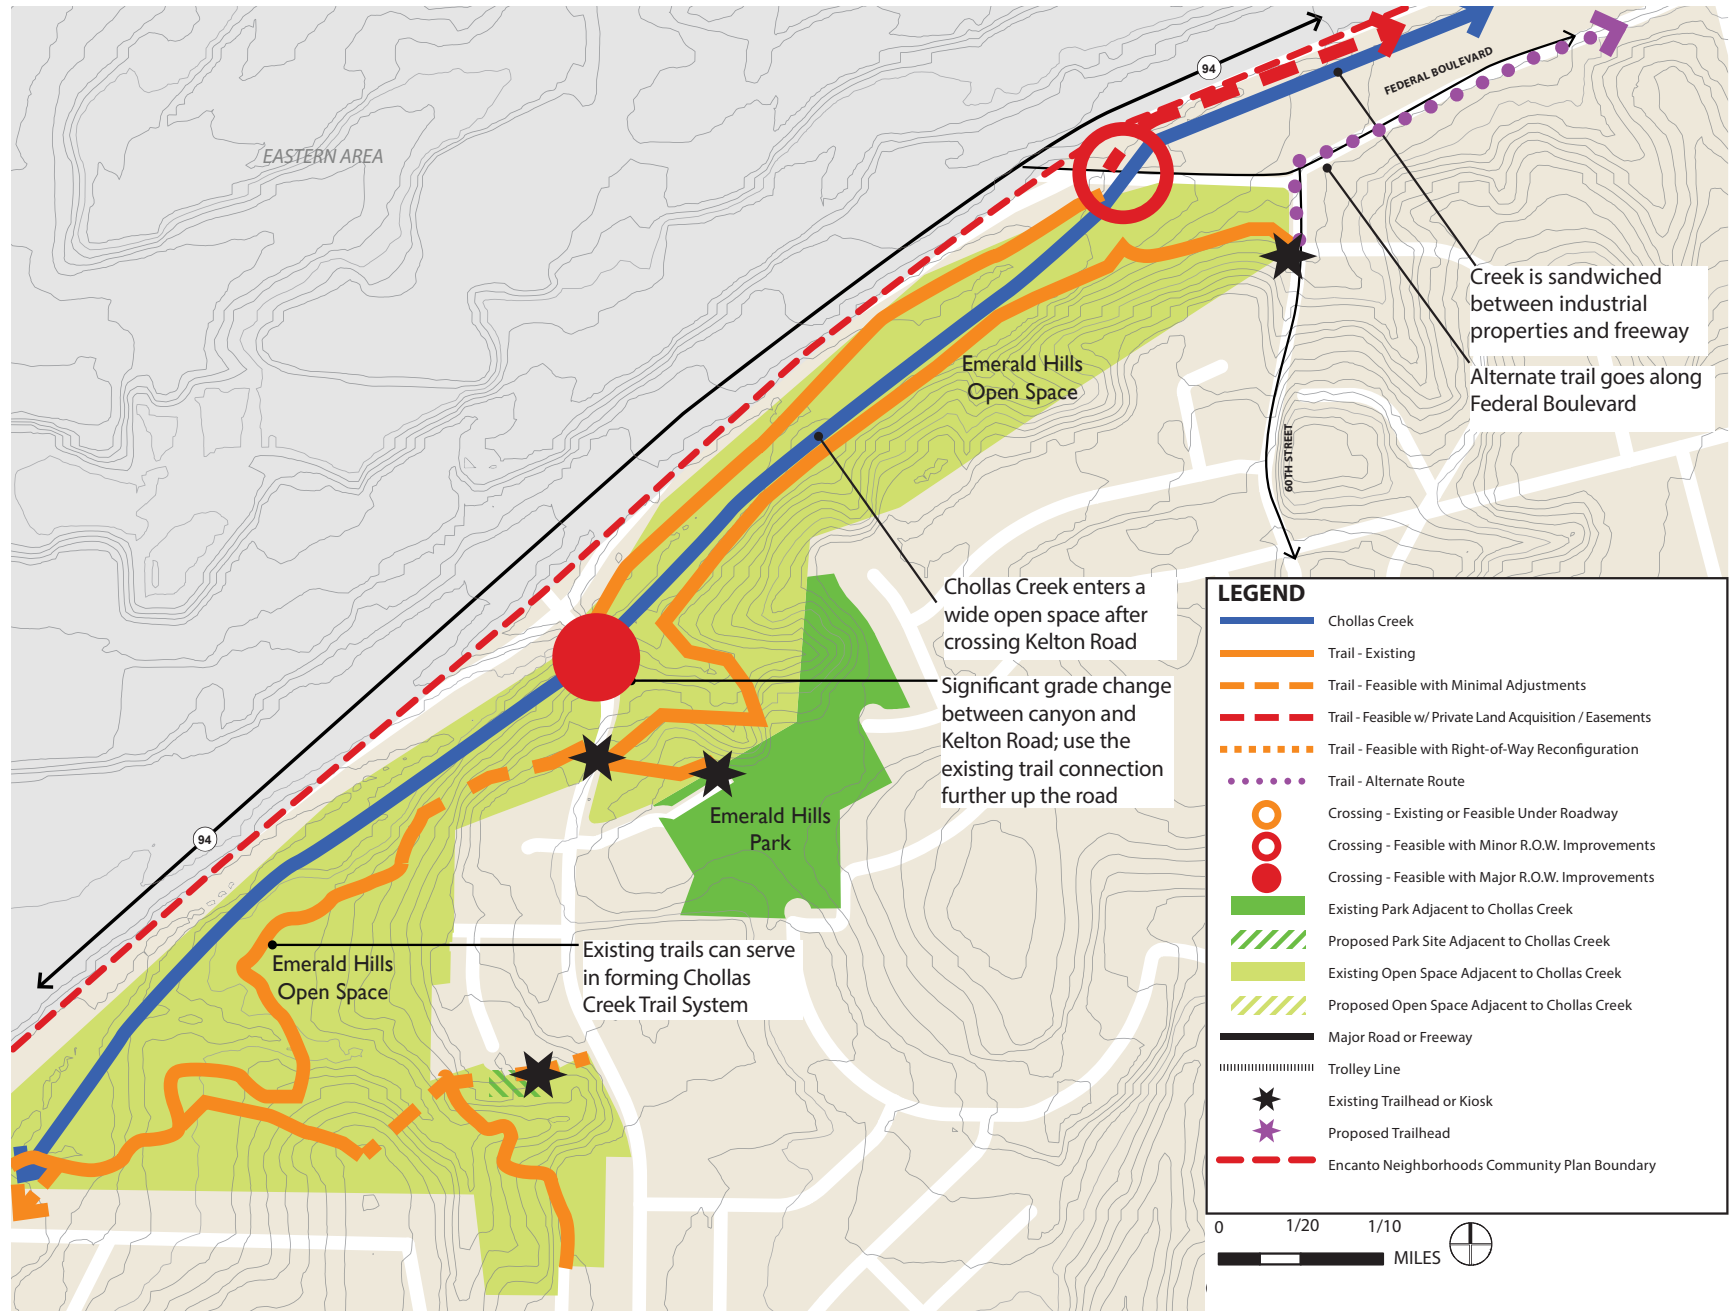 94
FEDERAL BOULEVARD
EASTERN AREA
Creek is sandwiched
between industrial
properties and freeway
Alternate trail goes along
Federal Boulevard
Emerald Hills
Open Space
60TH STREET
Chollas Creek enters a
wide open space after
crossing Kelton Road
Significant grade change
between canyon and
Kelton Road; use the
existing trail connection
further up the road
Emerald Hills
Park
94
Existing trails can serve
in forming Chollas
Creek Trail System
Emerald Hills
Open Space
LEGEND
Chollas Creek
Trail - Existing
Trail - Feasible with Minimal Adjustments
Trail - Feasible w/ Private Land Acquisition / Easements
Trail - Feasible with Right-of-Way Reconfiguration
Trail - Alternate Route
Crossing - Existing or Feasible Under Roadway
Crossing - Feasible with Minor R.O.W. Improvements
Crossing - Feasible with Major R.O.W. Improvements
Existing Park Adjacent to Chollas Creek
Proposed Park Site Adjacent to Chollas Creek
Existing Open Space Adjacent to Chollas Creek
Proposed Open Space Adjacent to Chollas Creek
Major Road or Freeway
Trolley Line
Existing Trailhead or Kiosk
Proposed Trailhead
Encanto Neighborhoods Community Plan Boundary
0 1/20 1/10
MILES